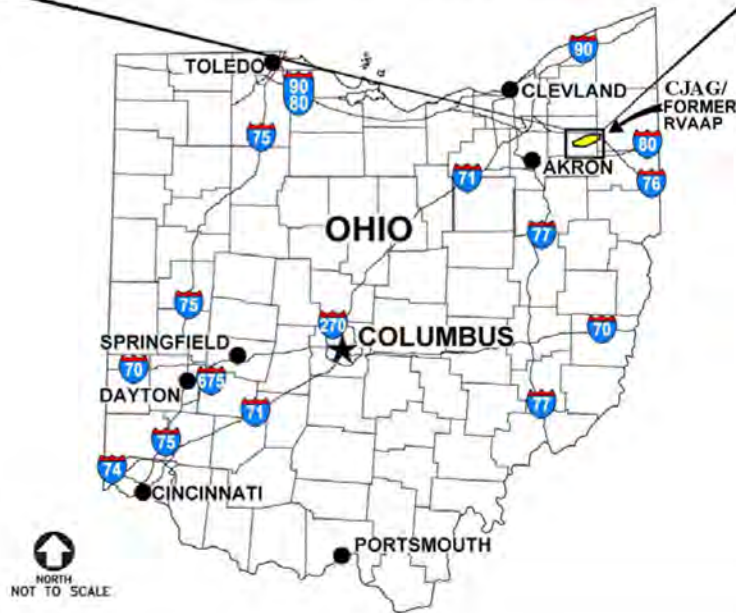 90
TOLEDO
90
80
CLEVLAND
CJAG/
FORMER
RVAAP
75
80
AKRON
71
76
OHIO
77
75
270
70
COLUMBUS
SPRINGFIELD
70
675
DAYTON
71
77
75
74
CINCINNATI
PORTSMOUTH
NORTH
NOT TO SCALE